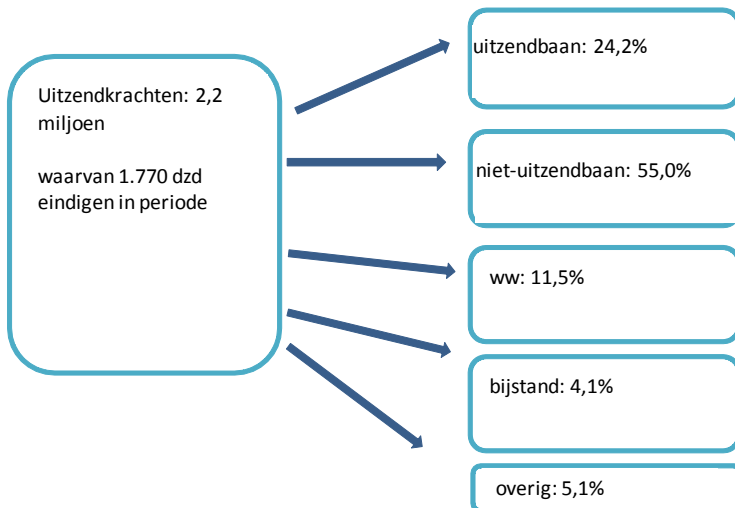 Uitzendkrachten: 2,2
miljoen
waarvan 1.770 dzd
eindigen in periode
uitzendbaan: 24,2%
niet-uitzendbaan: 55,0%
ww: 11,5%
bijstand: 4,1%
overig: 5,1%